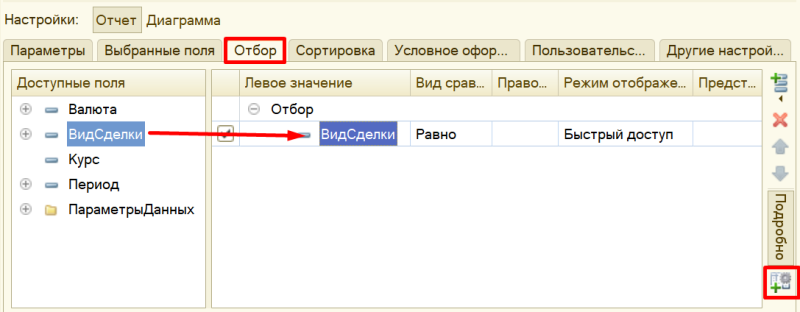 Настройки: Отчет Диаграмма
Параметры Выбранные поля Отбор Сортировка Условное офор... Пользовательс... Другие настрой...
Доступные поля Левое значение Вид срав... Право... Режим отображе... Предст...
Валюта Отбор
ВидСделки ВидСделки Равно Быстрый доступ
Курс
Период
ПараметрыДанных
Подробно